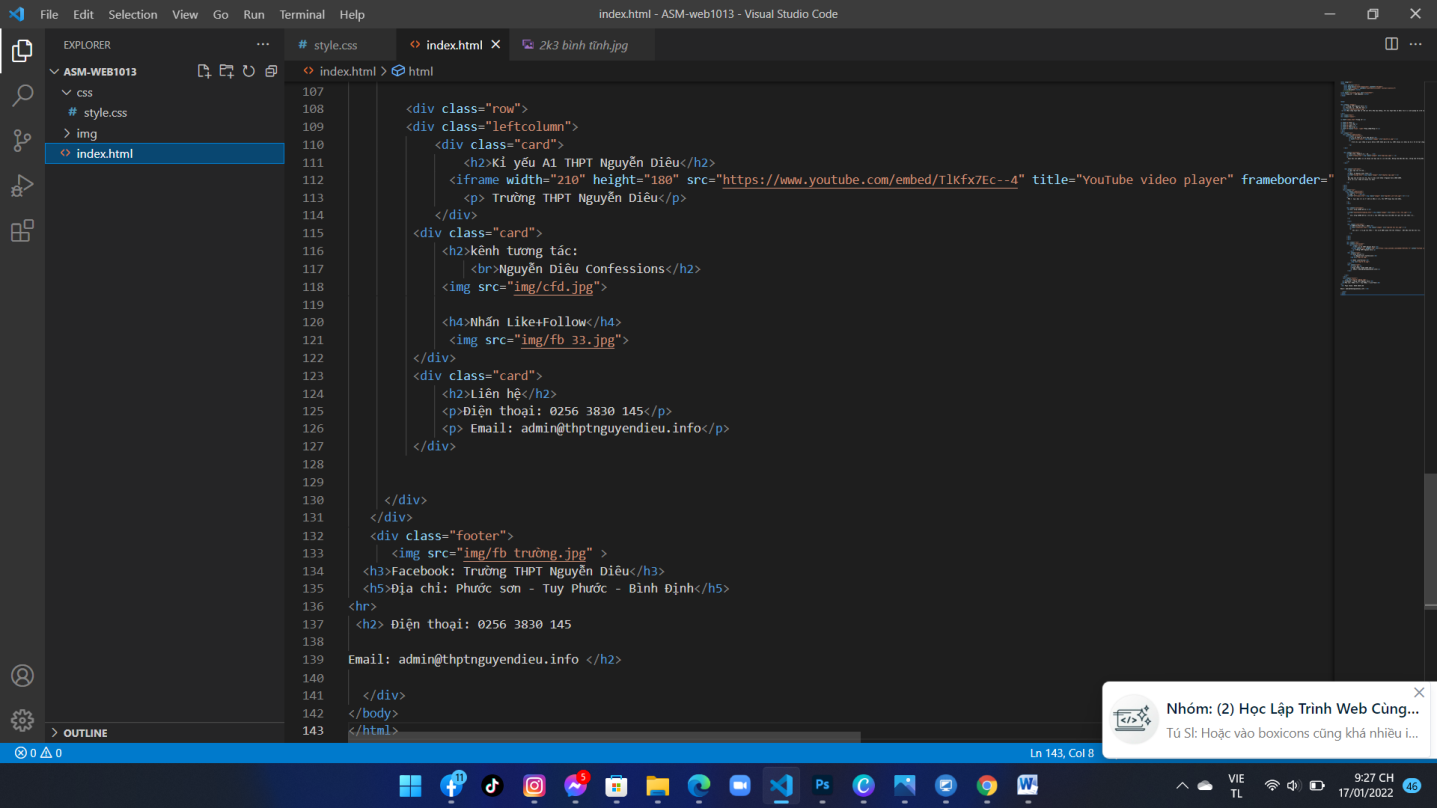 File Edit Selection View Go Run Terminal Help
index.html - ASM-web1013 - Visual Studio Code
EXPLORER
ASM-WEB1013
css
# style.css
img
<> index.html
OUTLINE
# style.css
<> index.html
2k3 bình tĩnh.jpg
<> index.html > html
107
108 <div class="row">
109 <div class="leftcolumn">
110 <div class="card">
111 <h2>Kỉ yếu A1 THPT Nguyễn Diêu</h2>
112 <iframe width="210" height="180" src="https://www.youtube.com/embed/TlKfx7Ec--4" title="YouTube video player" frameborder="
113 <p> Trường THPT Nguyễn Diêu</p>
114 </div>
115 <div class="card">
116 <h2>kênh tương tác:
117 <br>Nguyễn Diêu Confessions</h2>
118 <img src="img/cfd.jpg">
119
120 <h4>Nhấn Like+Follow</h4>
121 <img src="img/fb 33.jpg">
122 </div>
123 <div class="card">
124 <h2>Liên hệ</h2>
125 <p>Điện thoại: 0256 3830 145</p>
126 <p> Email: admin@thptnguyendieu.info</p>
127 </div>
128
129
130 </div>
131 </div>
132 <div class="footer">
133 <img src="img/fb trường.jpg" >
134 <h3>Facebook: Trường THPT Nguyễn Diêu</h3>
135 <h5>Địa chỉ: Phước sơn - Tuy Phước - Bình Định</h5>
136 <hr>
137 <h2> Điện thoại: 0256 3830 145
138
139 Email: admin@thptnguyendieu.info </h2>
140
141 </div>
142 </body>
143 </html>
Nhóm: (2) Học Lập Trình Web Cùng...
Tú SI: Hoặc vào boxicons cũng khá nhiều i...
0 0
Ln 143, Col 8
11
5
Ps
VIE
TL
9:27 CH
17/01/2022
46